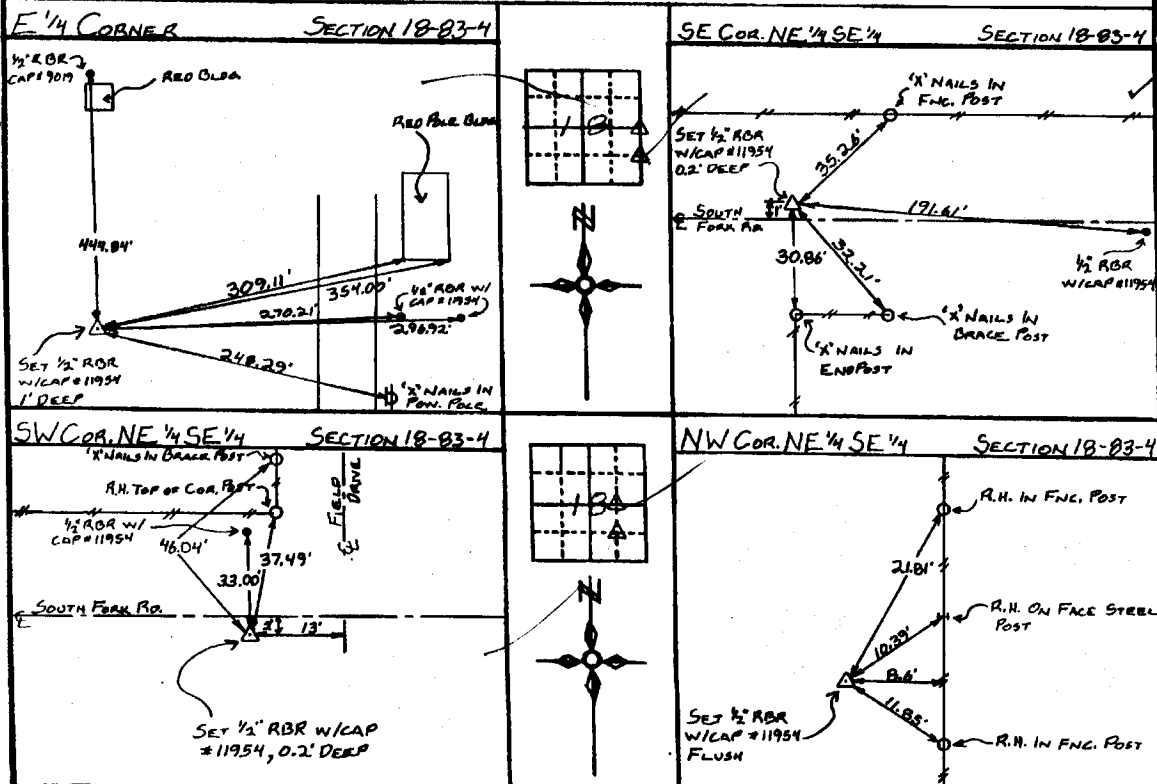 E 1/4 CORNER
SECTION 18-83-4
1/2" RBR
CAP #9019
RED BLDG
RED POLE BLDG
449.84'
309.11'
354.00'
270.21'
1/2" RBR W/
CAP #11954
296.92'
248.29'
SET 1/2" RBR
W/CAP #11954
1' DEEP
"X" NAILS IN
POW. POLE
18
N
SE COR. NE 1/4 SE 1/4
SECTION 18-83-4
"X" NAILS IN
FNC. POST
SET 1/2" RBR
W/CAP #11954
0.2' DEEP
35.26'
1'
191.61'
℄ SOUTH
FORK RD.
30.86'
32.21'
1/2" RBR
W/CAP #11954
"X" NAILS IN
BRACE POST
"X" NAILS IN
END POST
SW COR. NE 1/4 SE 1/4
SECTION 18-83-4
"X" NAILS IN BRACE POST
R.H. TOP OF COR. POST
1/2" RBR W/
CAP #11954
℄ FIELD
DRIVE
46.04'
37.49'
33.00'
℄ SOUTH FORK RD.
13'
SET 1/2" RBR W/CAP
#11954, 0.2' DEEP
18
N
NW COR. NE 1/4 SE 1/4
SECTION 18-83-4
R.H. IN FNC. POST
21.81'
R.H. ON FACE STEEL
POST
10.39'
8.6'
11.85'
SET 1/2" RBR
W/CAP #11954
FLUSH
R.H. IN FNC. POST